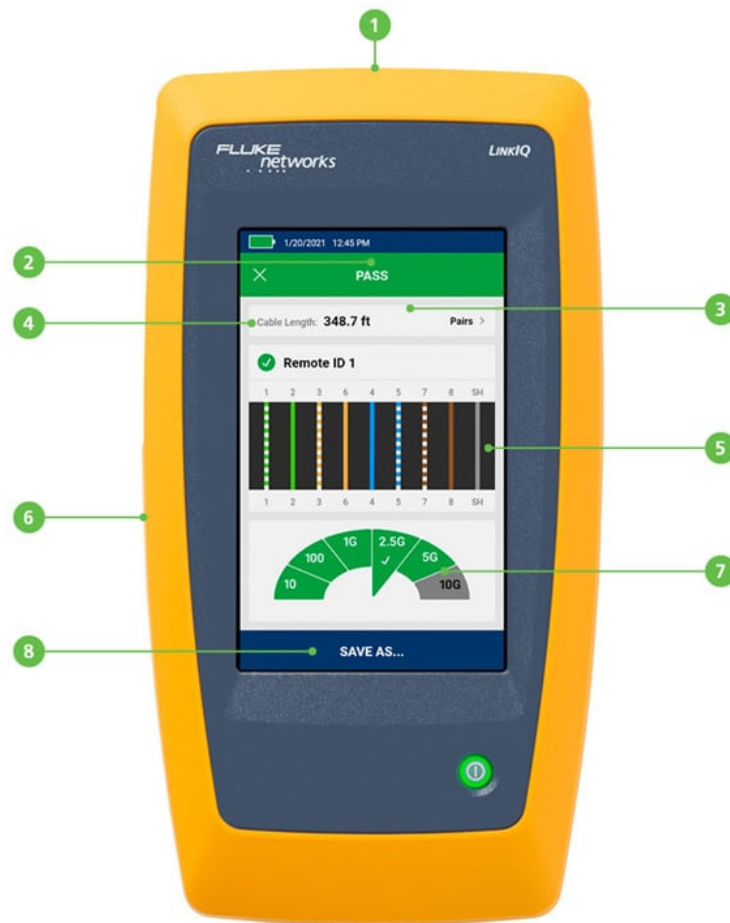 1
FLUKE
networks
LINKIQ
1/20/2021 12:45 PM
2
PASS
3
4
Cable Length: 348.7 ft
Pairs >
Remote ID 1
1 2 3 6 4 5 7 8 SH
5
1 2 3 6 4 5 7 8 SH
6
10
100
1G
2.5G
5G
10G
7
8
SAVE AS...